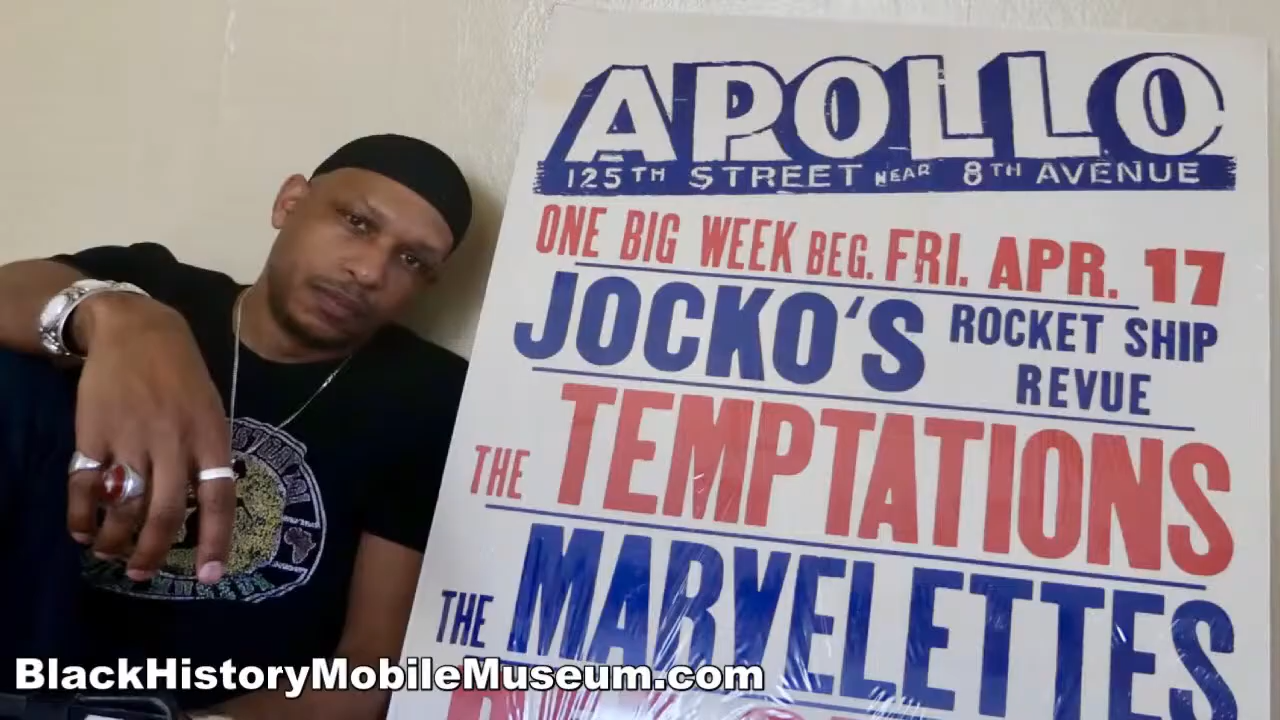 APOLLO
125TH STREET NEAR 8TH AVENUE
ONE BIG WEEK BEG. FRI. APR. 17
JOCKO'S ROCKET SHIP
REVUE
THE TEMPTATIONS
THE MARVELETTES
BlackHistoryMobileMuseum.com